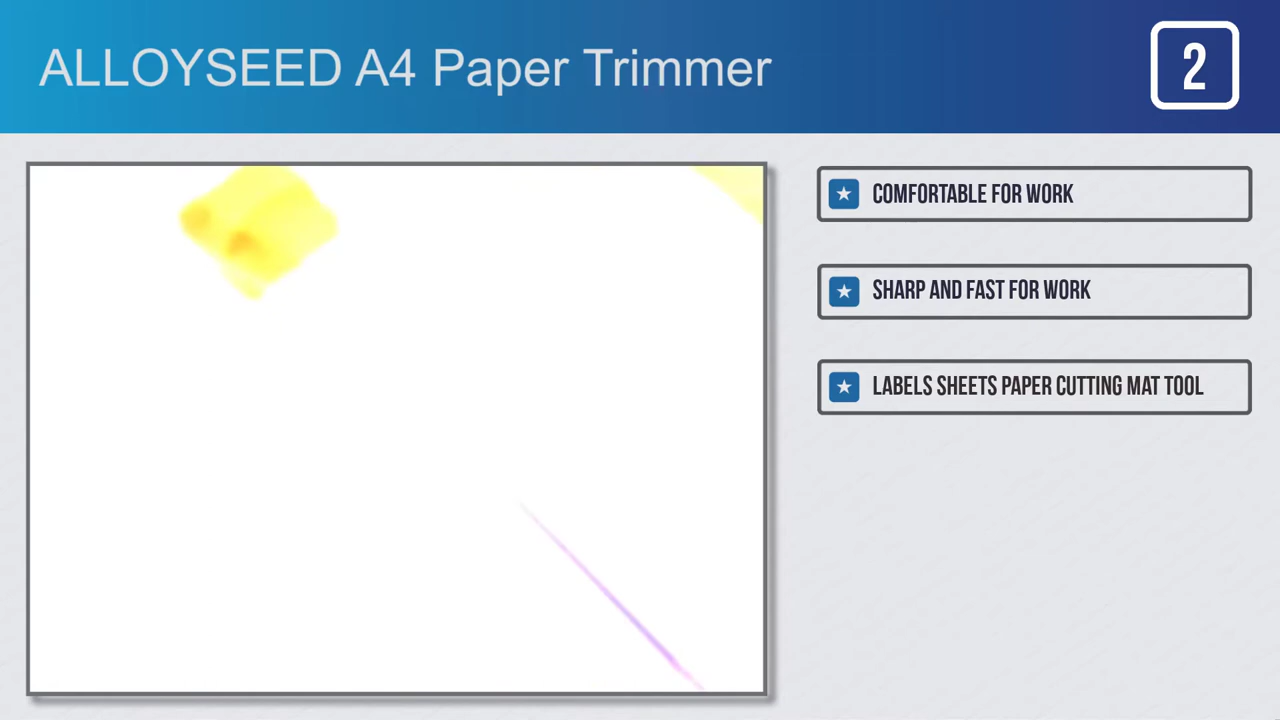 ALLOYSEED A4 Paper Trimmer
2
COMFORTABLE FOR WORK
SHARP AND FAST FOR WORK
LABELS SHEETS PAPER CUTTING MAT TOOL